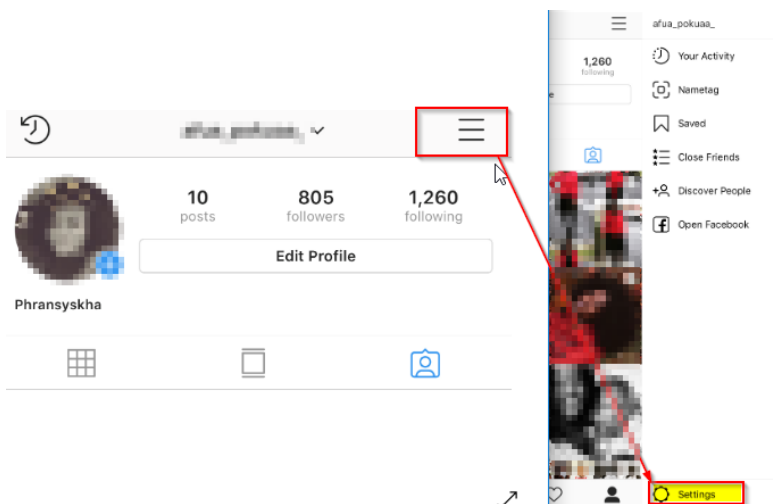 10
posts
805
followers
1,260
following
Edit Profile
Phransyskha
afua_pokuaa_
1,260
following
e
Your Activity
Nametag
Saved
Close Friends
Discover People
Open Facebook
Settings